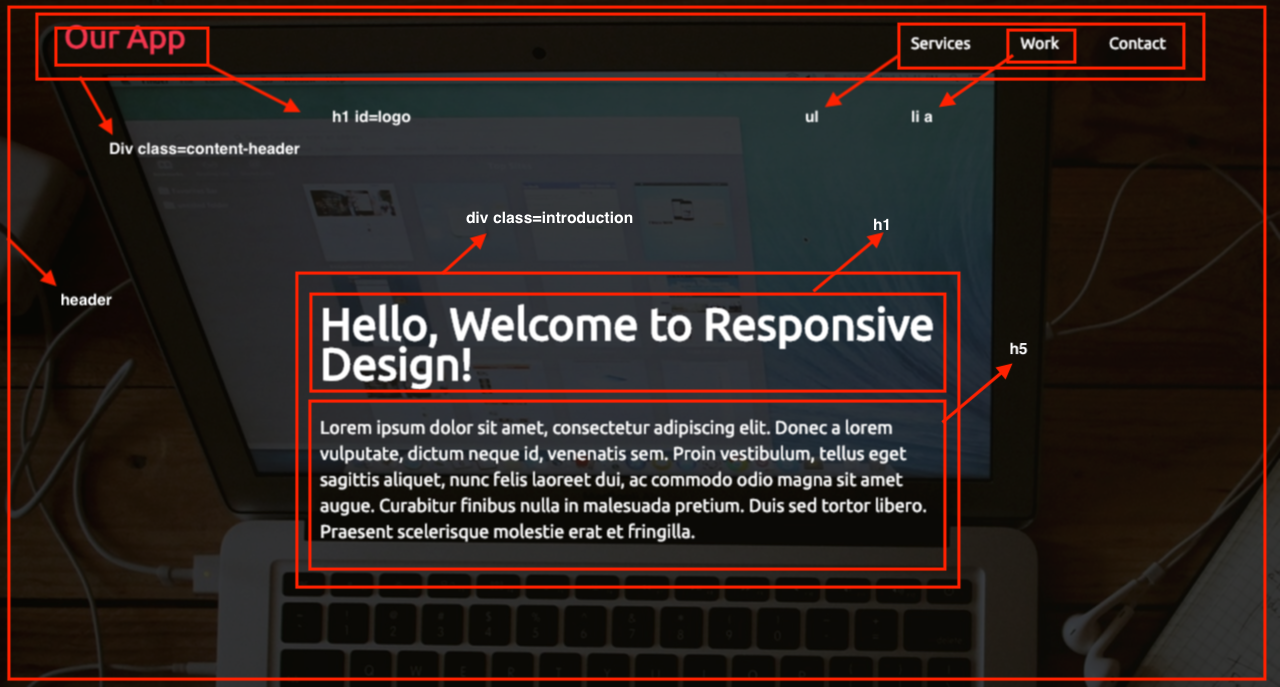 Our App
Services
Work
Contact
h1 id=logo
ul
li a
Div class=content-header
div class=introduction
h1
header
Hello, Welcome to Responsive
Design!
h5
Lorem ipsum dolor sit amet, consectetur adipiscing elit. Donec a lorem
vulputate, dictum neque id, venenatis sem. Proin vestibulum, tellus eget
sagittis aliquet, nunc felis laoreet dui, ac commodo odio magna sit amet
augue. Curabitur finibus nulla in malesuada pretium. Duis sed tortor libero.
Praesent scelerisque molestie erat et fringilla.